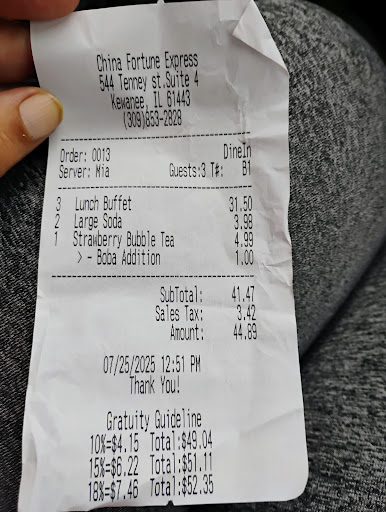 China Fortune Express
544 Tenney st.Suite 4
Kewanee, IL 61443
(309)853-2828
Order: 0013 DineIn
Server: Mia Guests:3 T#: B1
3 Lunch Buffet 31.50
2 Large Soda 3.98
1 Strawberry Bubble Tea 4.99
> - Boba Addition 1.00
SubTotal: 41.47
Sales Tax: 3.42
Amount: 44.89
07/25/2025 12:51 PM
Thank You!
Gratuity Guideline
10%=$4.15 Total:$49.04
15%=$6.22 Total:$51.11
18%=$7.46 Total:$52.35